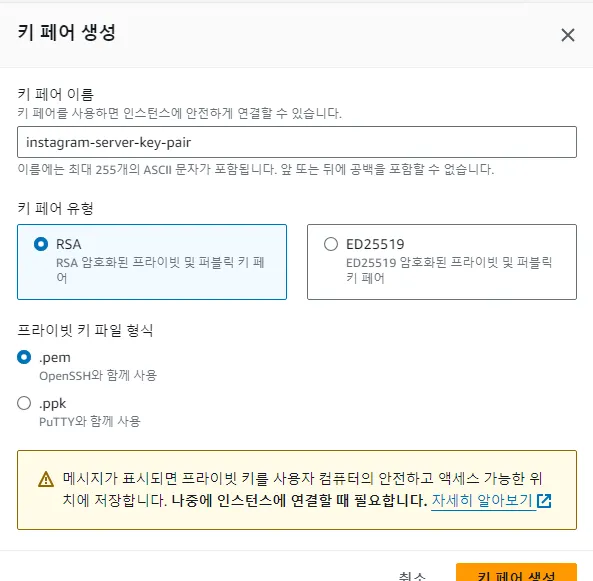 키 페어 생성
키 페어 이름
키 페어를 사용하면 인스턴스에 안전하게 연결할 수 있습니다.
instagram-server-key-pair
이름에는 최대 255개의 ASCII 문자가 포함됩니다. 앞 또는 뒤에 공백을 포함할 수 없습니다.
키 페어 유형
RSA
RSA 암호화된 프라이빗 및 퍼블릭 키 페
어
ED25519
ED25519 암호화된 프라이빗 및 퍼블릭
키 페어
프라이빗 키 파일 형식
.pem
OpenSSH와 함께 사용
.ppk
PuTTY와 함께 사용
메시지가 표시되면 프라이빗 키를 사용자 컴퓨터의 안전하고 액세스 가능한 위
치에 저장합니다. 나중에 인스턴스에 연결할 때 필요합니다. 자세히 알아보기
취소
키 페어 생성